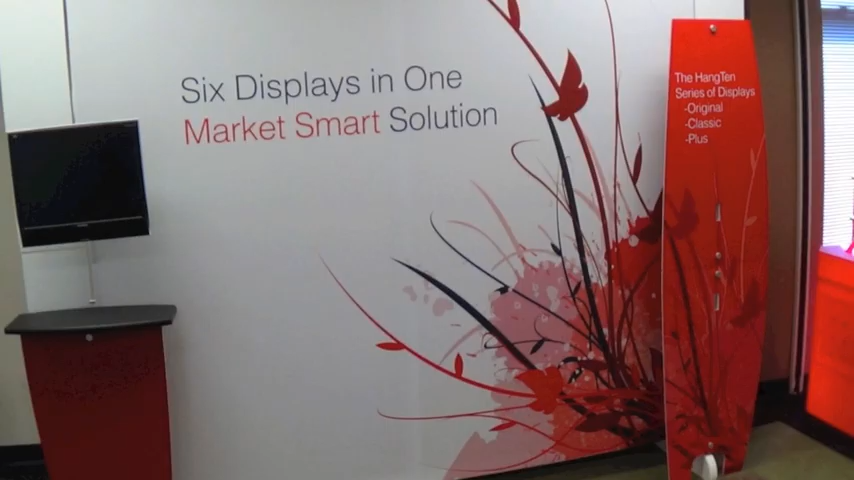 Six Displays in One
Market Smart Solution
The HangTen
Series of Displays
-Original
-Classic
-Plus